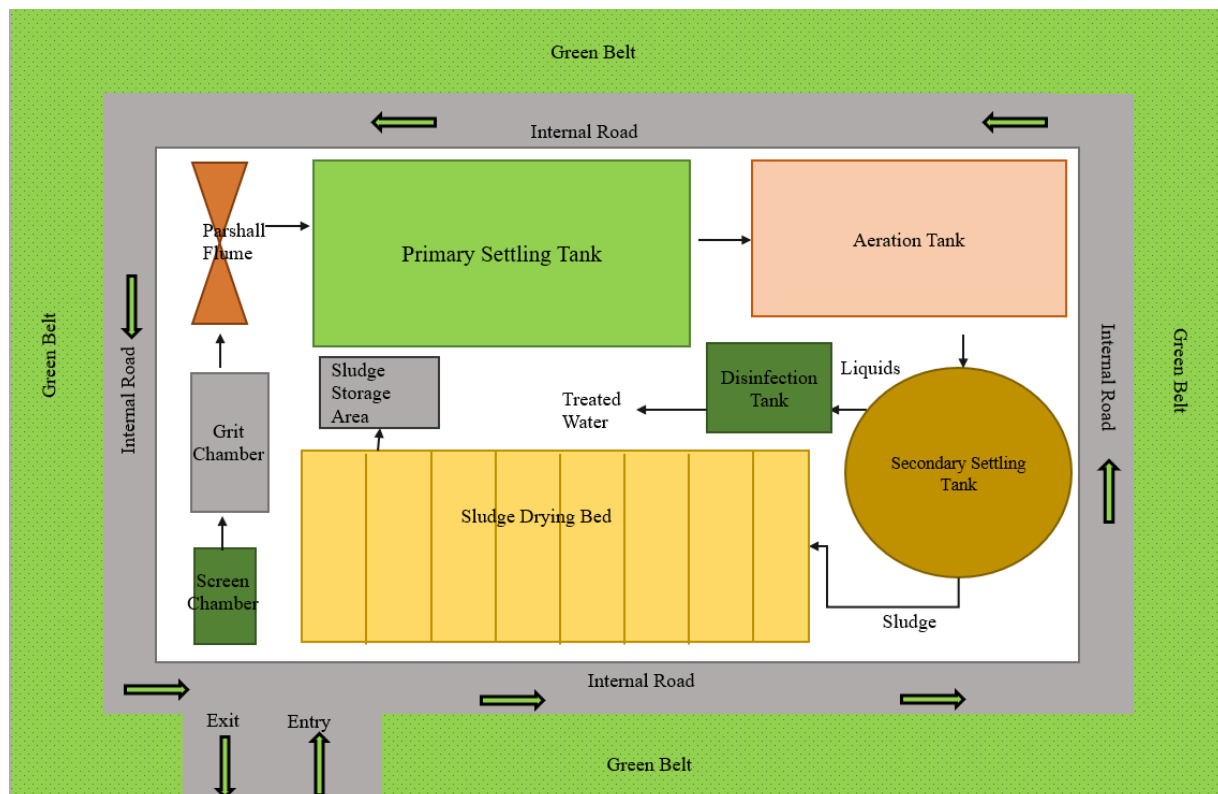 Green Belt
Internal Road
Parshall
Flume
Primary Settling Tank
Aeration Tank
Green Belt
Internal Road
Sludge
Storage
Area
Disinfection
Tank
Liquids
Treated
Water
Internal Road
Green Belt
Grit
Chamber
Secondary Settling
Tank
Sludge Drying Bed
Screen
Chamber
Sludge
Internal Road
Exit
Entry
Green Belt